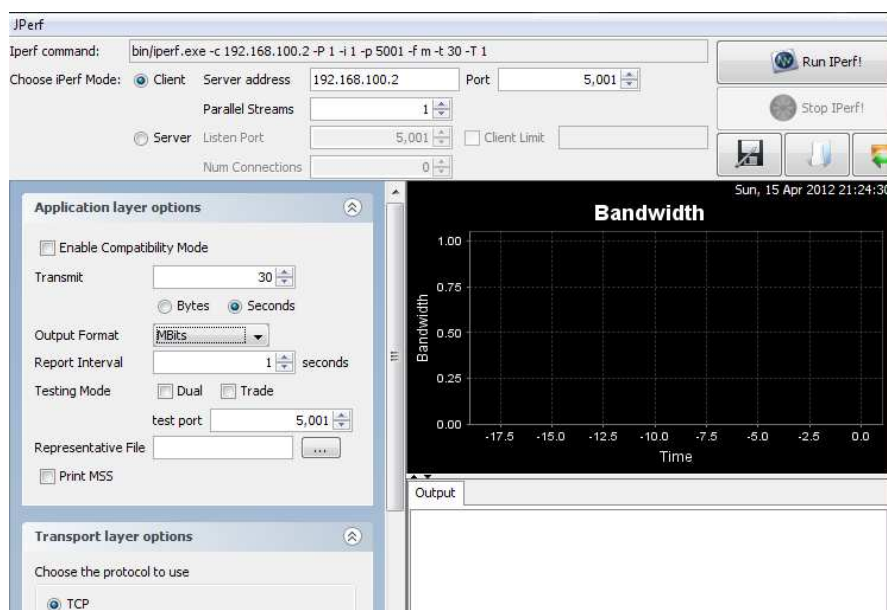 JPerf
Iperf command: bin/iperf.exe -c 192.168.100.2 -P 1 -i 1 -p 5001 -f m -t 30 -T 1
Choose iPerf Mode: Client Server address 192.168.100.2 Port 5,001
Parallel Streams 1
Server Listen Port 5,001 Client Limit
Num Connections 0
Run IPerf!
Stop IPerf!
Application layer options
Enable Compatibility Mode
Transmit 30
Bytes Seconds
Output Format MBits
Report Interval 1 seconds
Testing Mode Dual Trade
test port 5,001
Representative File ...
Print MSS
Transport layer options
Choose the protocol to use
TCP
Sun, 15 Apr 2012 21:24:30
Bandwidth
Bandwidth
1.00
0.75
0.50
0.25
0.00
-17.5 -15.0 -12.5 -10.0 -7.5 -5.0 -2.5 0.0
Time
Output